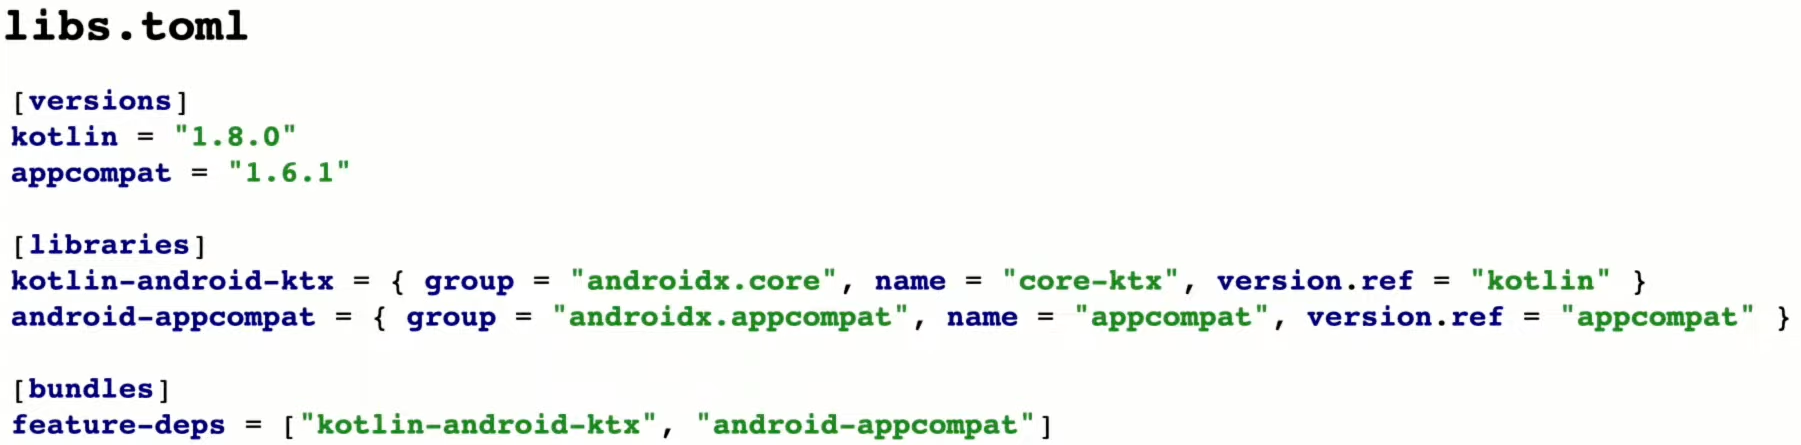 libs.toml
[versions]
kotlin = "1.8.0"
appcompat = "1.6.1"
[libraries]
kotlin-android-ktx = { group = "androidx.core", name = "core-ktx", version.ref = "kotlin" }
android-appcompat = { group = "androidx.appcompat", name = "appcompat", version.ref = "appcompat" }
[bundles]
feature-deps = ["kotlin-android-ktx", "android-appcompat"]